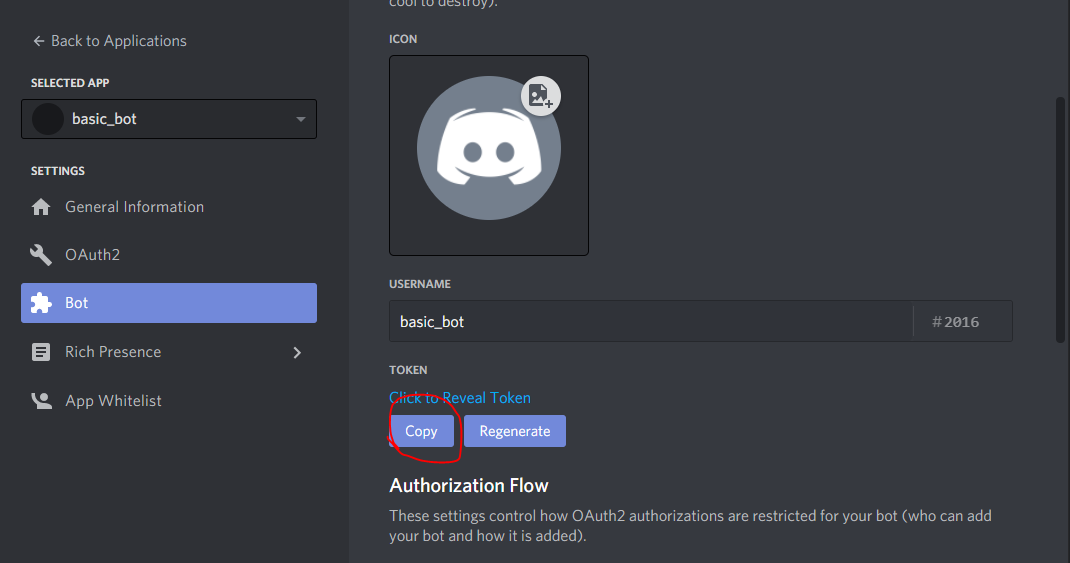 cool to destroy).
← Back to Applications
SELECTED APP
basic_bot
SETTINGS
General Information
OAuth2
Bot
Rich Presence
App Whitelist
ICON
USERNAME
basic_bot
#2016
TOKEN
Click to Reveal Token
Copy
Regenerate
Authorization Flow
These settings control how OAuth2 authorizations are restricted for your bot (who can add
your bot and how it is added).